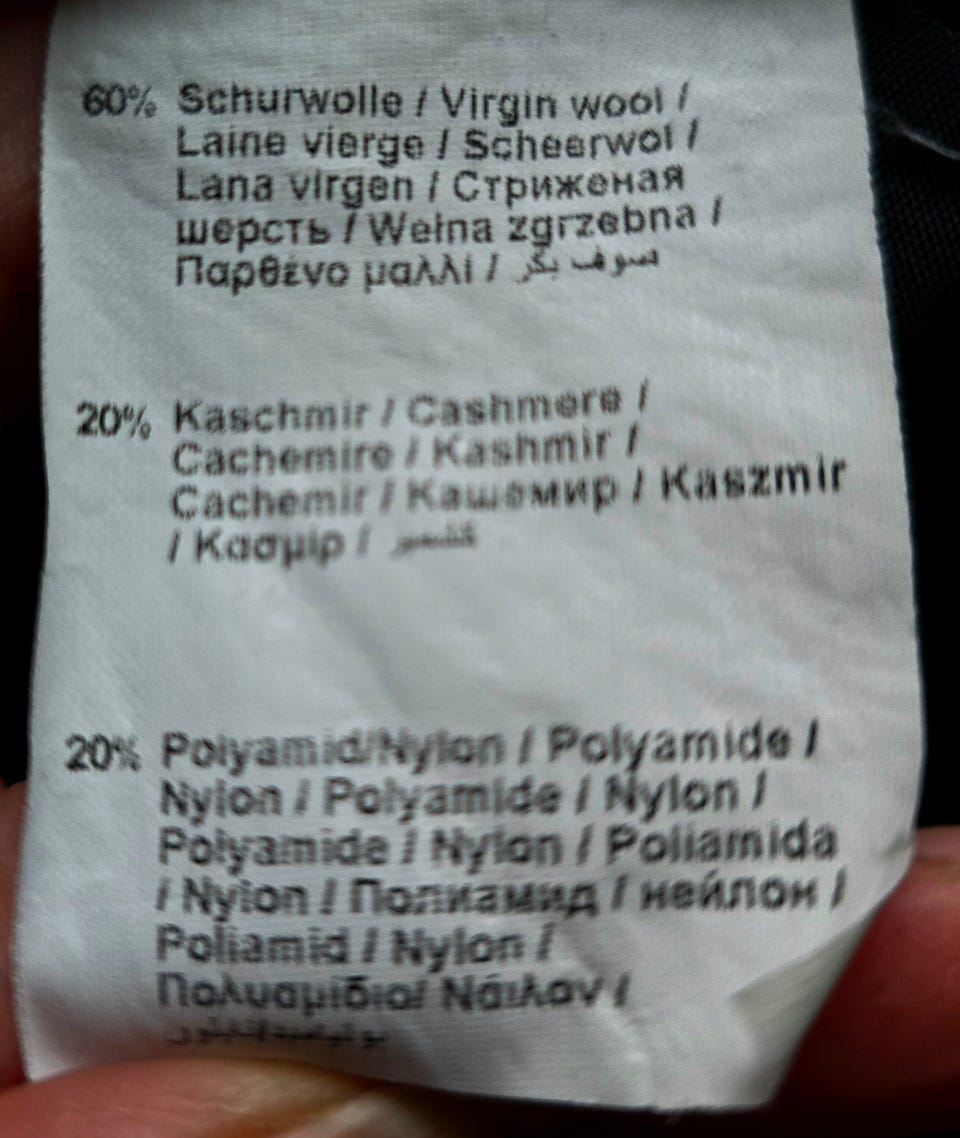 60% Schurwolle / Virgin wool /
Laine vierge / Scheerwol /
Lana virgen / Стриженая
шерсть / Wełna zgrzebna /
Παρθένο μαλλί / صوف بكر
20% Kaschmir / Cashmere /
Cachemire / Kashmir /
Cachemir / Кашемир / Kaszmir
/ Κασμίρ / كشمير
20% Polyamid/Nylon / Polyamide /
Nylon / Polyamide / Nylon /
Polyamide / Nylon / Poliamida
/ Nylon / Полиамид / нейлон /
Poliamid / Nylon /
Πολυαμίδιο/ Νάιλον /